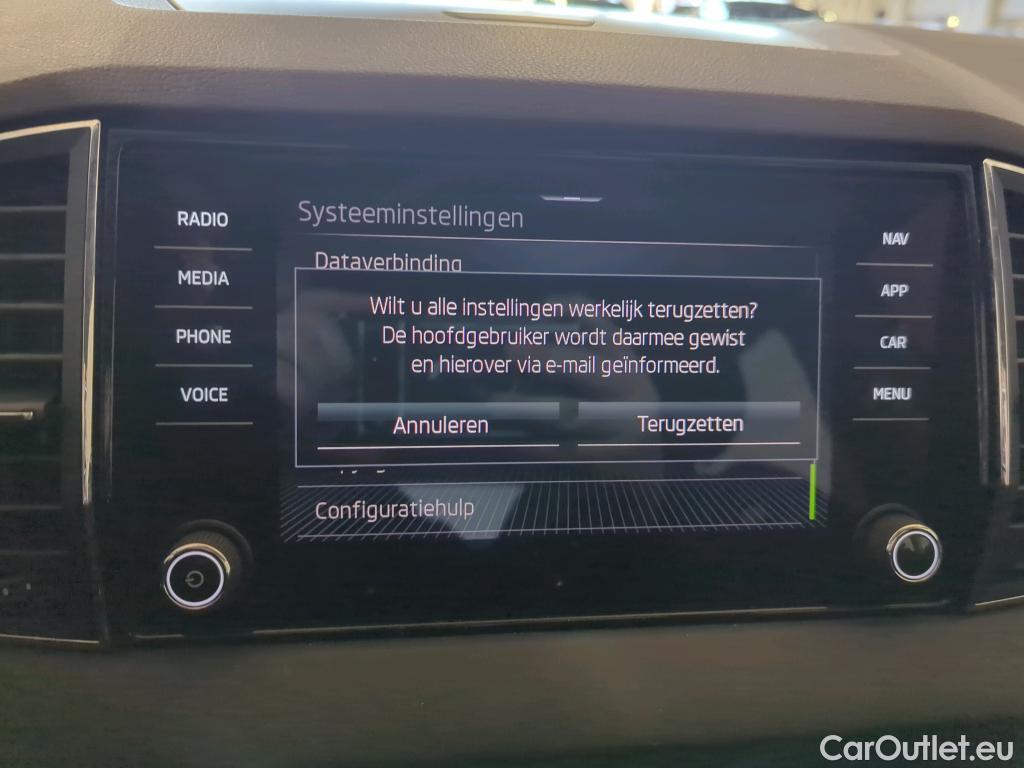 RADIO
MEDIA
PHONE
VOICE
Systeeminstellingen
Dataverbinding
Wilt u alle instellingen werkelijk terugzetten?
De hoofdgebruiker wordt daarmee gewist
en hierover via e-mail geïnformeerd.
Annuleren
Terugzetten
Configuratiehulp
NAV
APP
CAR
MENU
CarOutlet.eu